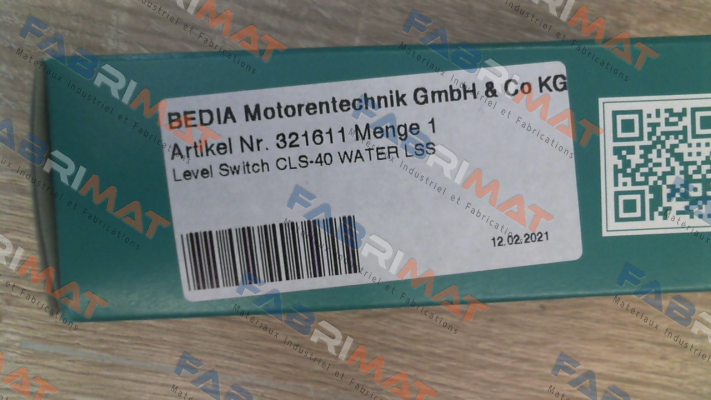 BEDIA Motorentechnik GmbH & Co KG
Artikel Nr. 321611 Menge 1
Level Switch CLS-40 WATER LSS
12.02.2021
FABRIMAT
Materiaux Industriel et Fabrications